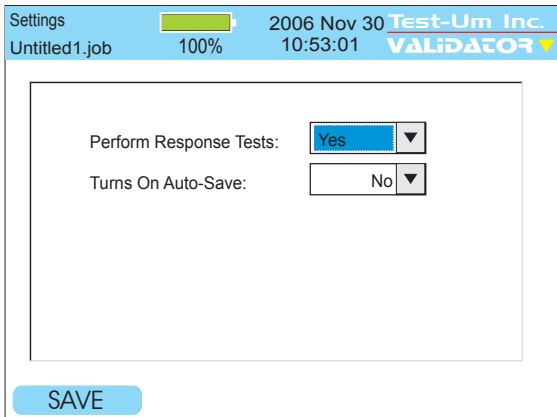 Settings
2006 Nov 30 Test-Um Inc.
Untitled1.job 100% 10:53:01 VALiDATOR
Perform Response Tests: Yes
Turns On Auto-Save: No
SAVE